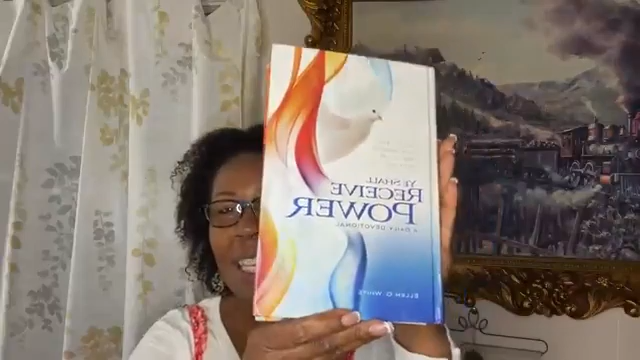 YE SHALL
RECEIVE
POWER
A DAILY DEVOTIONAL
ELLEN G. WHITE